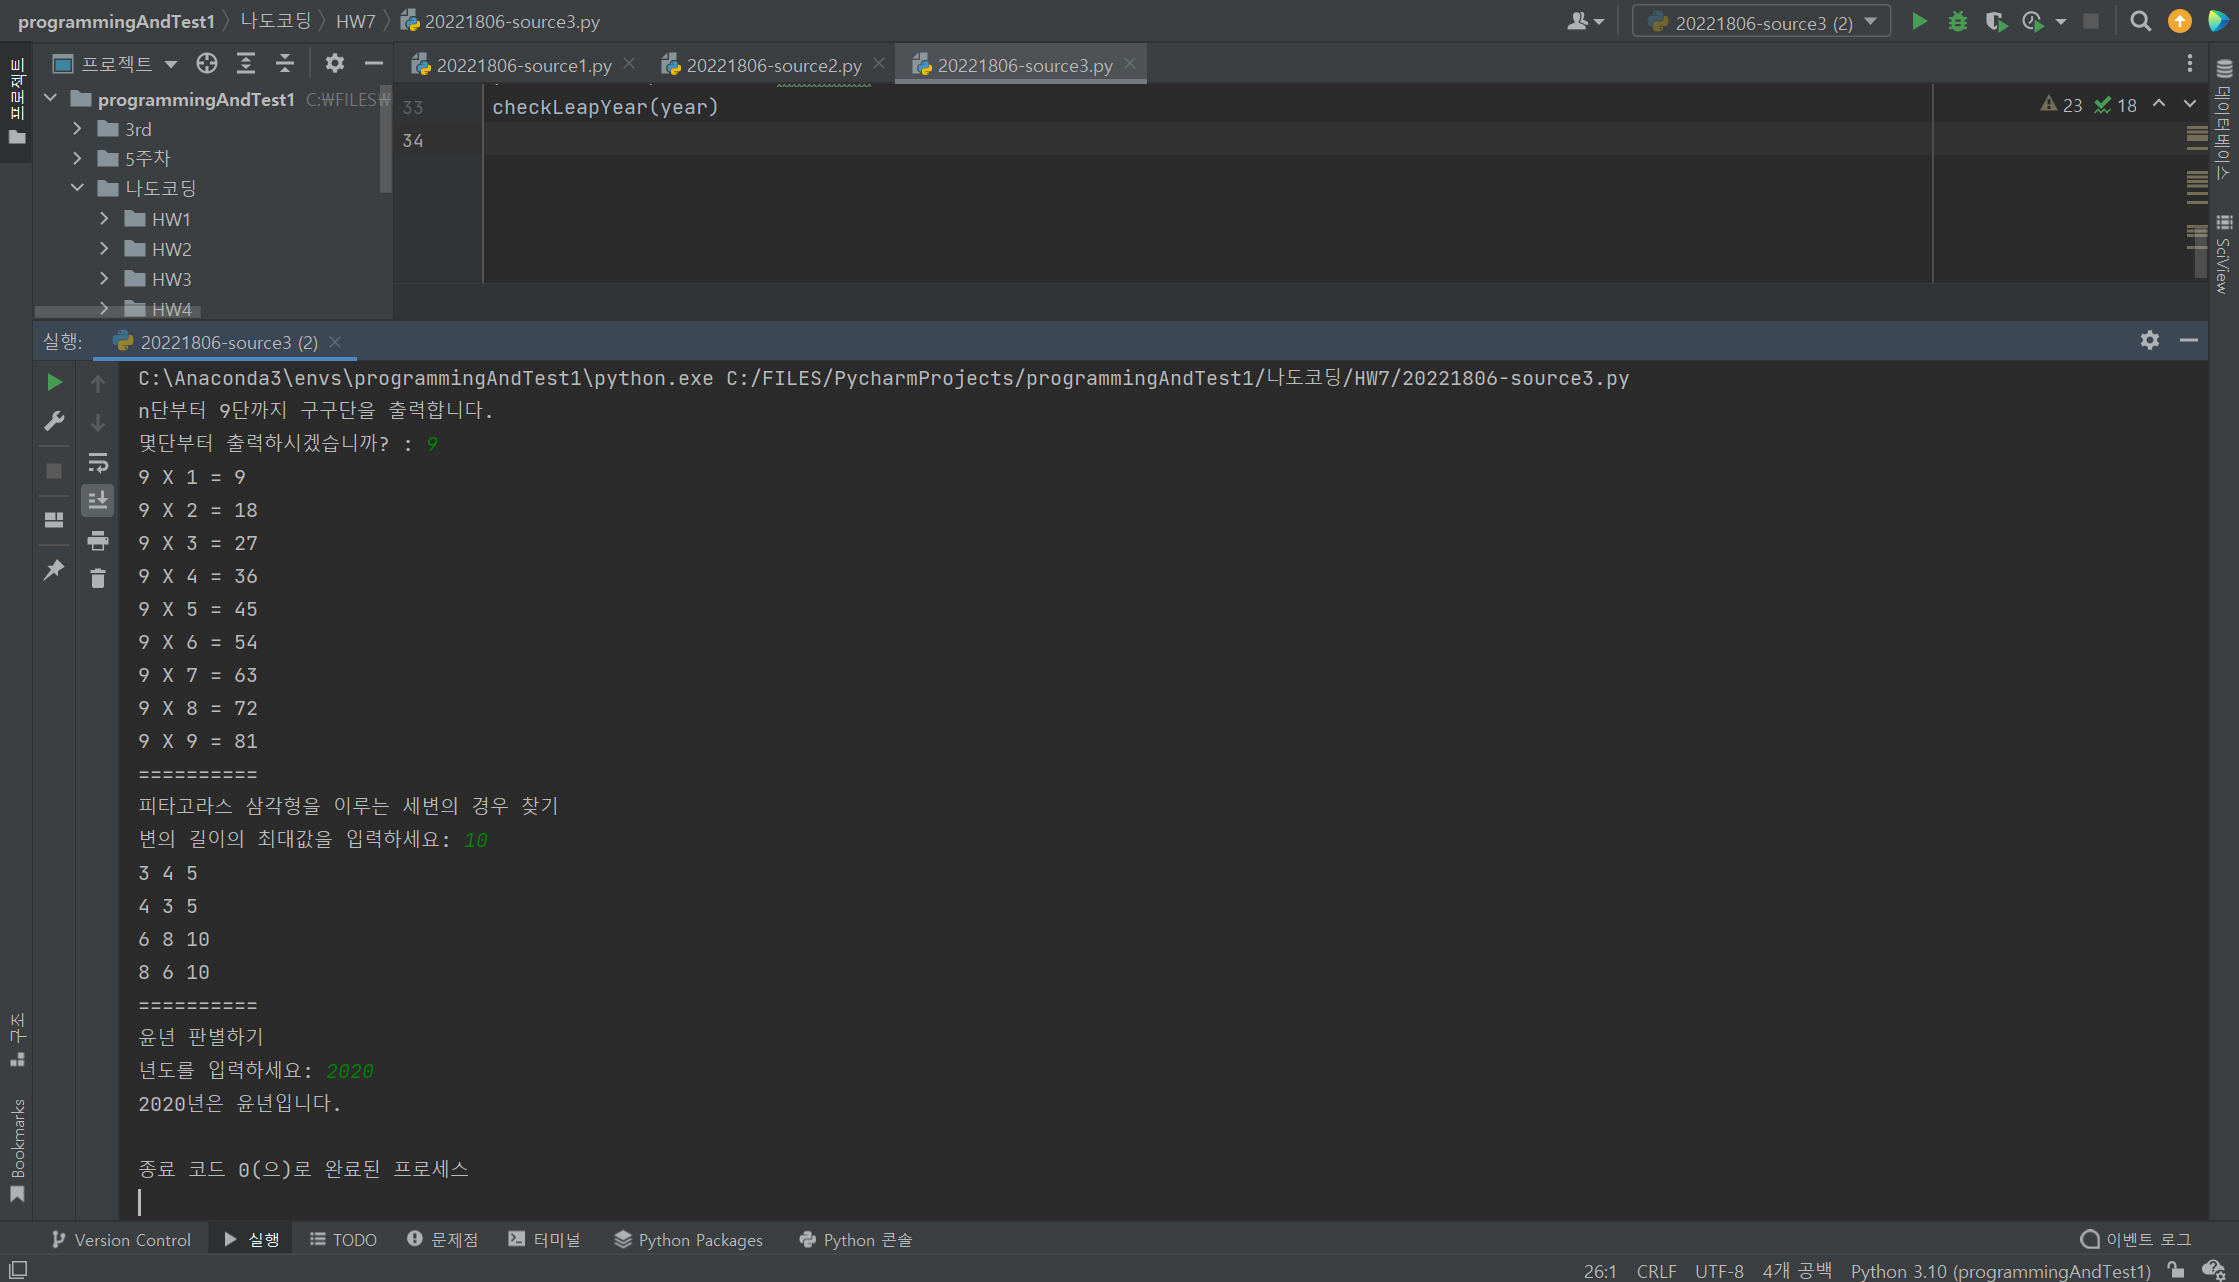 programmingAndTest1 나도코딩 HW7 20221806-source3.py
20221806-source3 (2)
프로젝트
프로젝트
20221806-source1.py
20221806-source2.py
20221806-source3.py
programmingAndTest1 C:₩FILES₩
3rd
5주차
나도코딩
HW1
HW2
HW3
HW4
33 checkLeapYear(year)
34
23 18
데이터베이스
SciView
실행: 20221806-source3 (2)
C:\Anaconda3\envs\programmingAndTest1\python.exe C:/FILES/PycharmProjects/programmingAndTest1/나도코딩/HW7/20221806-source3.py
n단부터 9단까지 구구단을 출력합니다.
몇단부터 출력하시겠습니까? : 9
9 X 1 = 9
9 X 2 = 18
9 X 3 = 27
9 X 4 = 36
9 X 5 = 45
9 X 6 = 54
9 X 7 = 63
9 X 8 = 72
9 X 9 = 81
==========
피타고라스 삼각형을 이루는 세변의 경우 찾기
변의 길이의 최대값을 입력하세요: 10
3 4 5
4 3 5
6 8 10
8 6 10
==========
윤년 판별하기
년도를 입력하세요: 2020
2020년은 윤년입니다.
종료 코드 0(으)로 완료된 프로세스
구조
Bookmarks
Version Control 실행 TODO 문제점 터미널 Python Packages Python 콘솔 이벤트 로그
26:1 CRLF UTF-8 4개 공백 Python 3.10 (programmingAndTest1)